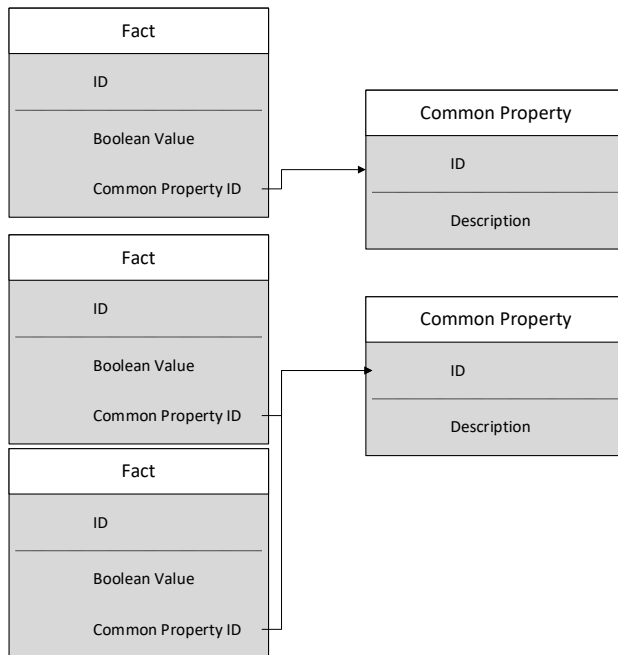 Fact
ID
Boolean Value
Common Property ID
Common Property
ID
Description
Fact
ID
Boolean Value
Common Property ID
Common Property
ID
Description
Fact
ID
Boolean Value
Common Property ID